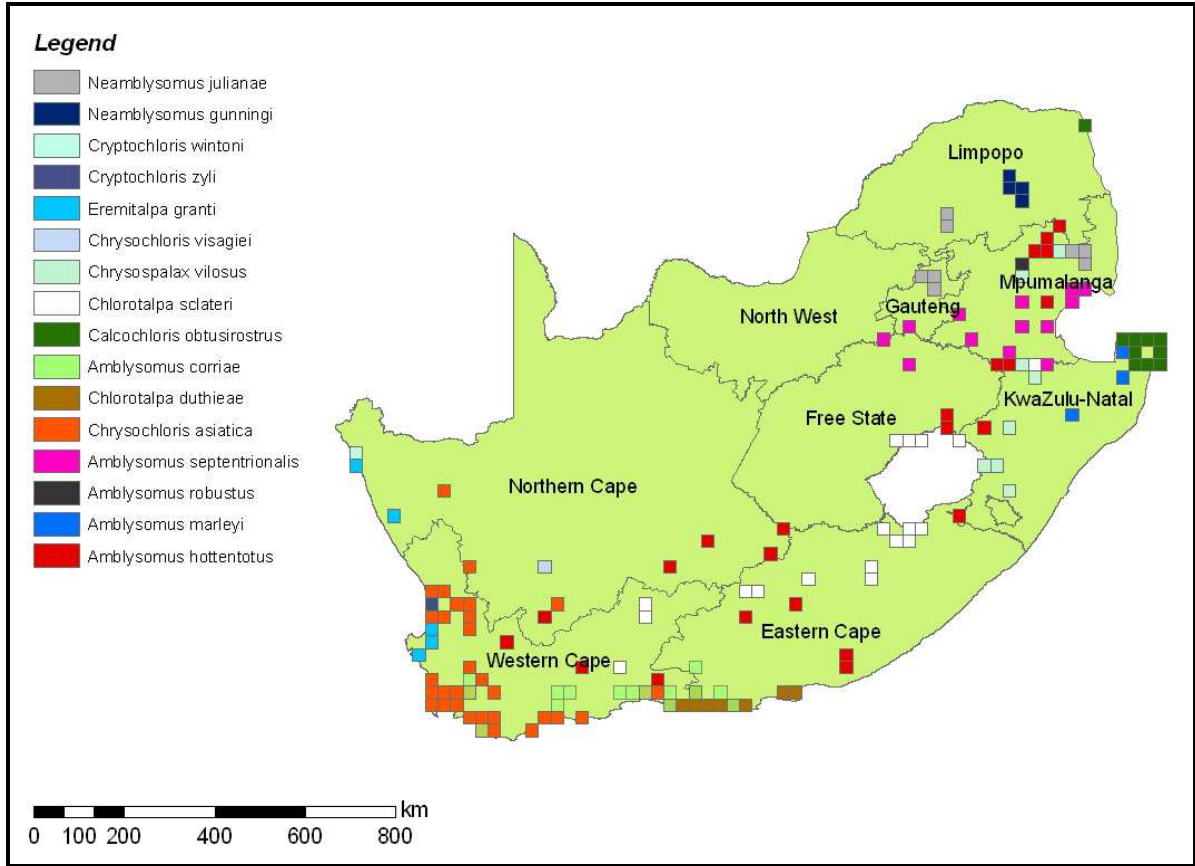 Legend
Neamblysomus julianae
Neamblysomus gunningi
Cryptochloris wintoni
Cryptochloris zyli
Eremitalpa granti
Chrysochloris visagiei
Chrysospalax vilosus
Chlorotalpa sclateri
Calcochloris obtusirostrus
Amblysomus corriae
Chlorotalpa duthieae
Chrysochloris asiatica
Amblysomus septentrionalis
Amblysomus robustus
Amblysomus marleyi
Amblysomus hottentotus
Limpopo
Mpumalanga
Gauteng
North West
KwaZulu-Natal
Free State
Northern Cape
Eastern Cape
Western Cape
km
0 100 200 400 600 800